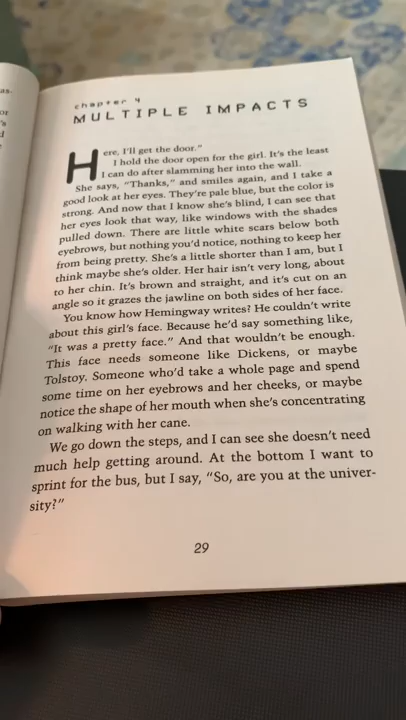 as.
or
chapter 4
MULTIPLE IMPACTS
Here, I'll get the door."
I hold the door open for the girl. It's the least
I can do after slamming her into the wall.
She says, "Thanks," and smiles again, and I take a
good look at her eyes. They're pale blue, but the color is
strong. And now that I know she's blind, I can see that
her eyes look that way, like windows with the shades
pulled down. There are little white scars below both
eyebrows, but nothing you'd notice, nothing to keep her
from being pretty. She's a little shorter than I am, but I
think maybe she's older. Her hair isn't very long, about
to her chin. It's brown and straight, and it's cut on an
angle so it grazes the jawline on both sides of her face.
You know how Hemingway writes? He couldn't write
about this girl's face. Because he'd say something like,
"It was a pretty face." And that wouldn't be enough.
This face needs someone like Dickens, or maybe
Tolstoy. Someone who'd take a whole page and spend
some time on her eyebrows and her cheeks, or maybe
notice the shape of her mouth when she's concentrating
on walking with her cane.
We go down the steps, and I can see she doesn't need
much help getting around. At the bottom I want to
sprint for the bus, but I say, "So, are you at the univer-
sity?"
29